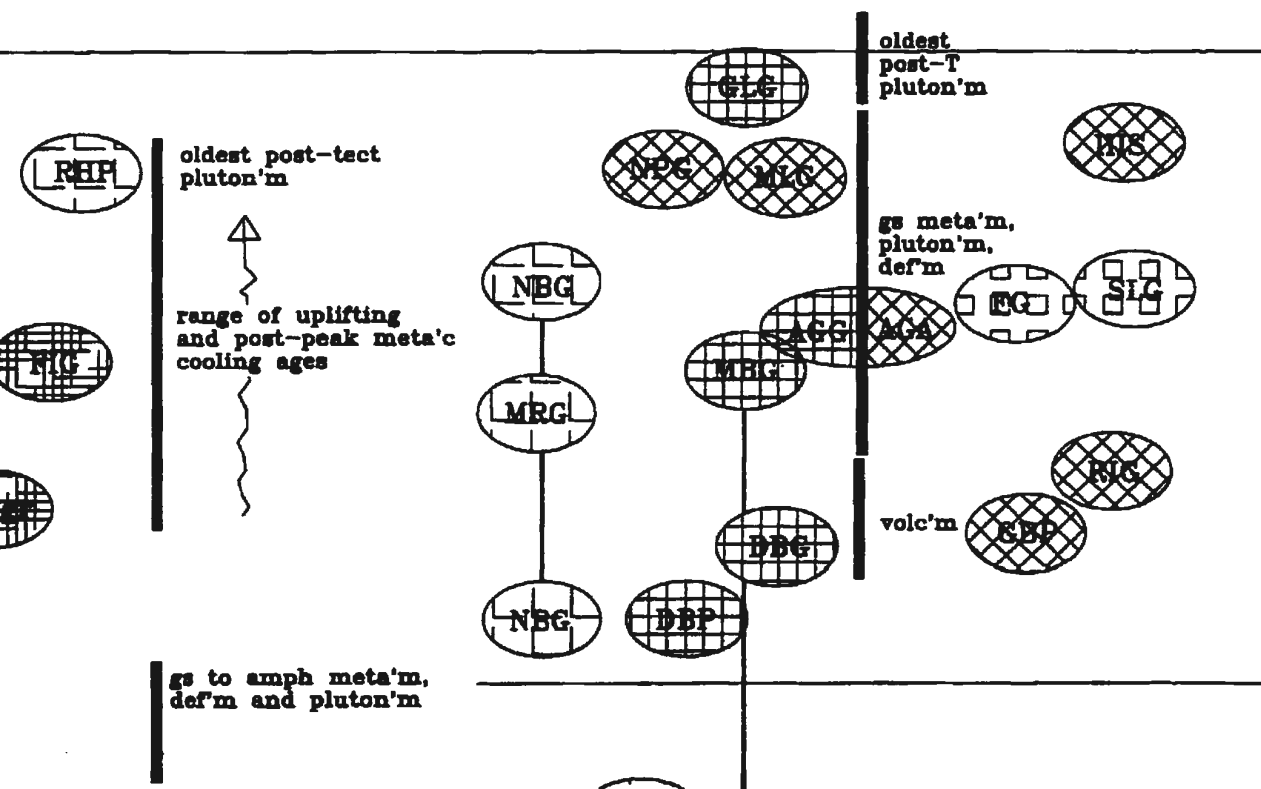 oldest
post-T
pluton'm
GLG
RHP
oldest post-tect
pluton'm
NPG
MLG
gs meta'm,
pluton'm,
def'm
NBG
EG
SLG
range of uplifting
and post-peak meta'c
cooling ages
AGG
AGA
MBG
MRG
volc'm
DBG
NBG
DBP
gs to amph meta'm,
def'm and pluton'm